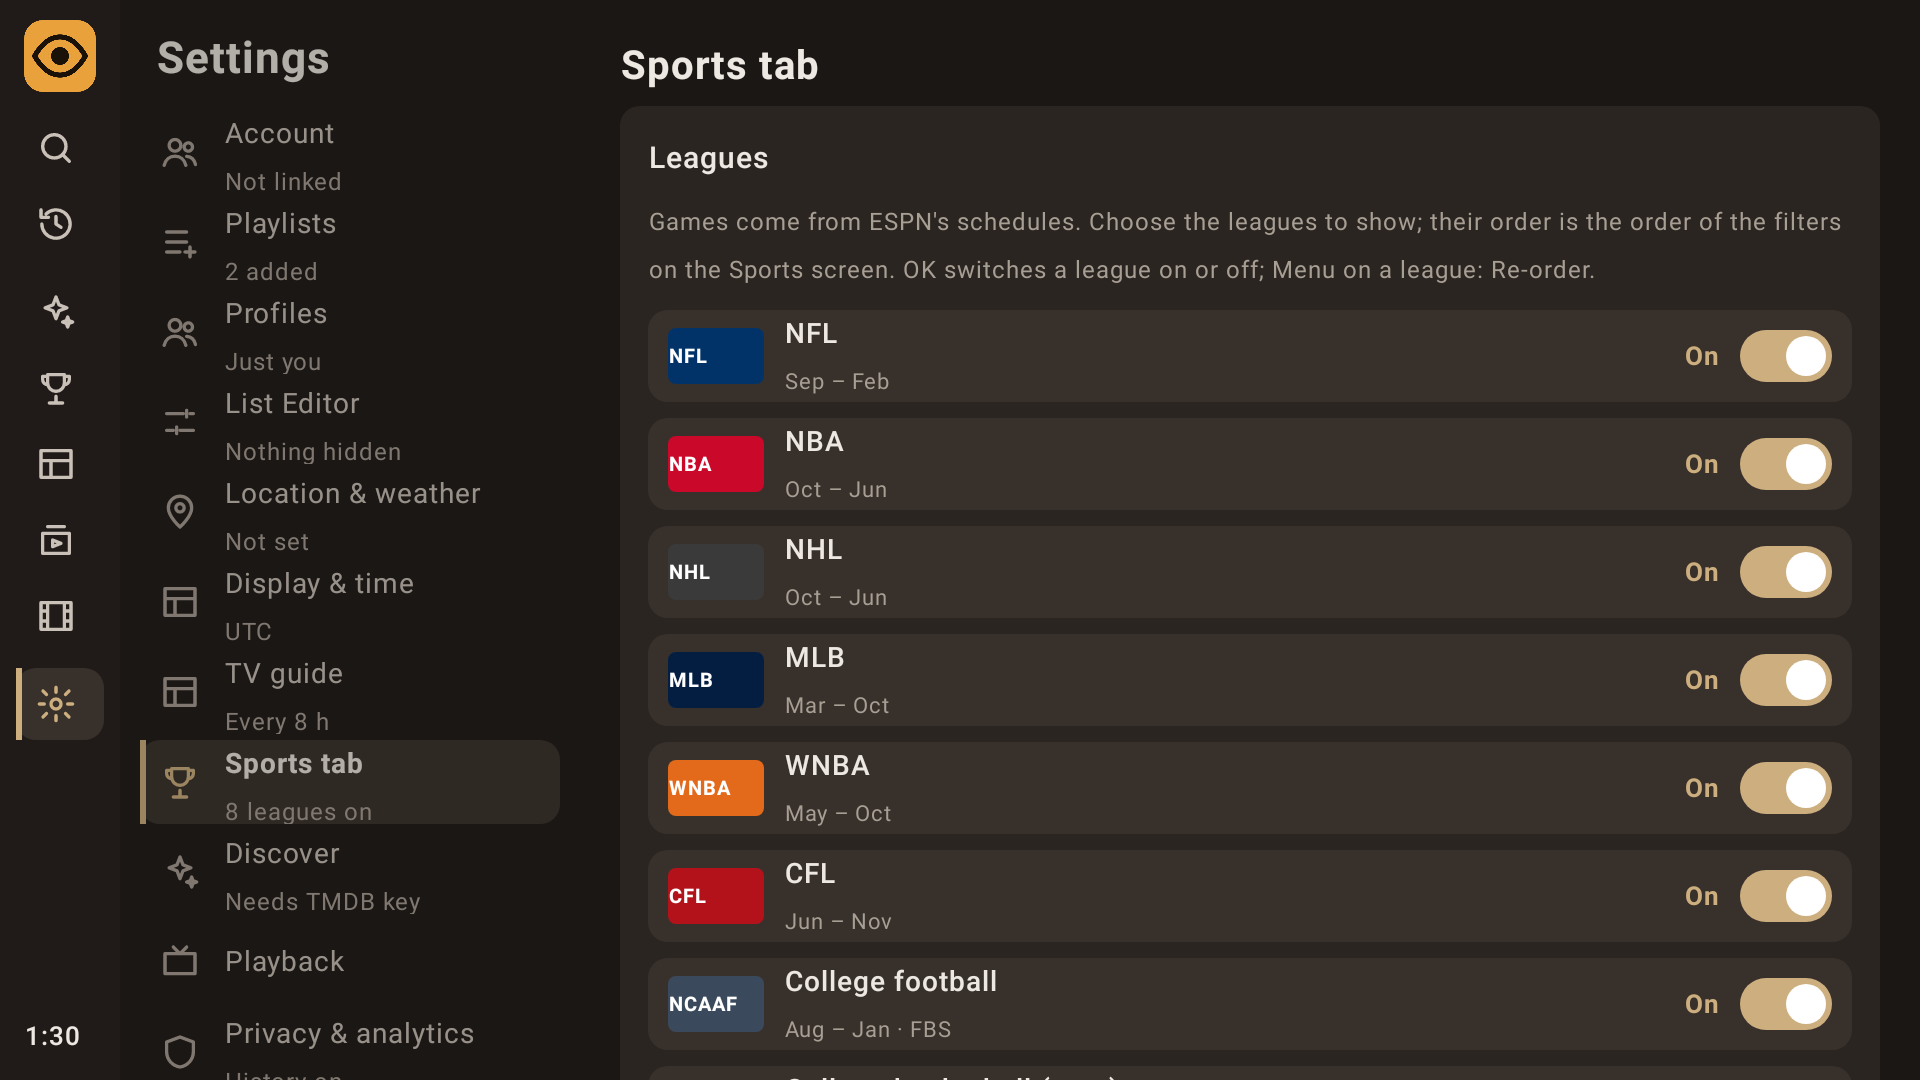 Settings
Account
Not linked
Playlists
2 added
Profiles
Just you
List Editor
Nothing hidden
Location & weather
Not set
Display & time
UTC
TV guide
Every 8 h
Sports tab
8 leagues on
Discover
Needs TMDB key
Playback
Privacy & analytics
1:30
Sports tab
Leagues
Games come from ESPN's schedules. Choose the leagues to show; their order is the order of the filters
on the Sports screen. OK switches a league on or off; Menu on a league: Re-order.
NFL NFL On
Sep – Feb
NBA NBA On
Oct – Jun
NHL NHL On
Oct – Jun
MLB MLB On
Mar – Oct
WNBA WNBA On
May – Oct
CFL CFL On
Jun – Nov
NCAAF College football On
Aug – Jan · FBS